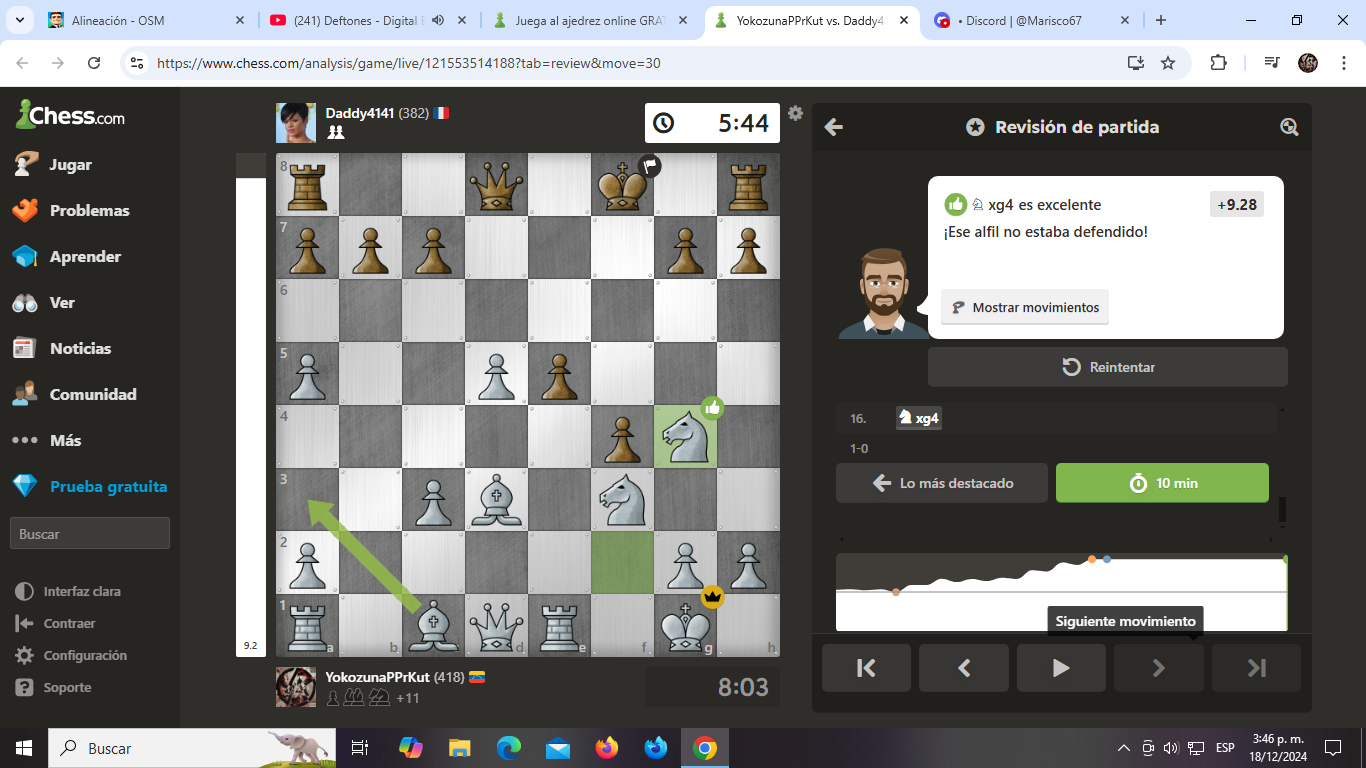 Alineación - OSM
(241) Deftones - Digital B
Juega al ajedrez online GRAT
YokozunaPPrKut vs. Daddy4
• Discord | @Marisco67
https://www.chess.com/analysis/game/live/121553514188?tab=review&move=30
Chess.com
Jugar
Problemas
Aprender
Ver
Noticias
Comunidad
Más
Prueba gratuita
Buscar
Interfaz clara
Contraer
Configuración
Soporte
Daddy4141 (382)
5:44
8
7
6
5
4
3
2
1
a
b
c
d
e
f
g
h
9.2
YokozunaPPrKut (418)
+11
8:03
Revisión de partida
xg4 es excelente
+9.28
¡Ese alfil no estaba defendido!
Mostrar movimientos
Reintentar
16. xg4
1-0
Lo más destacado
10 min
Siguiente movimiento
Buscar
ESP
3:46 p. m.
18/12/2024